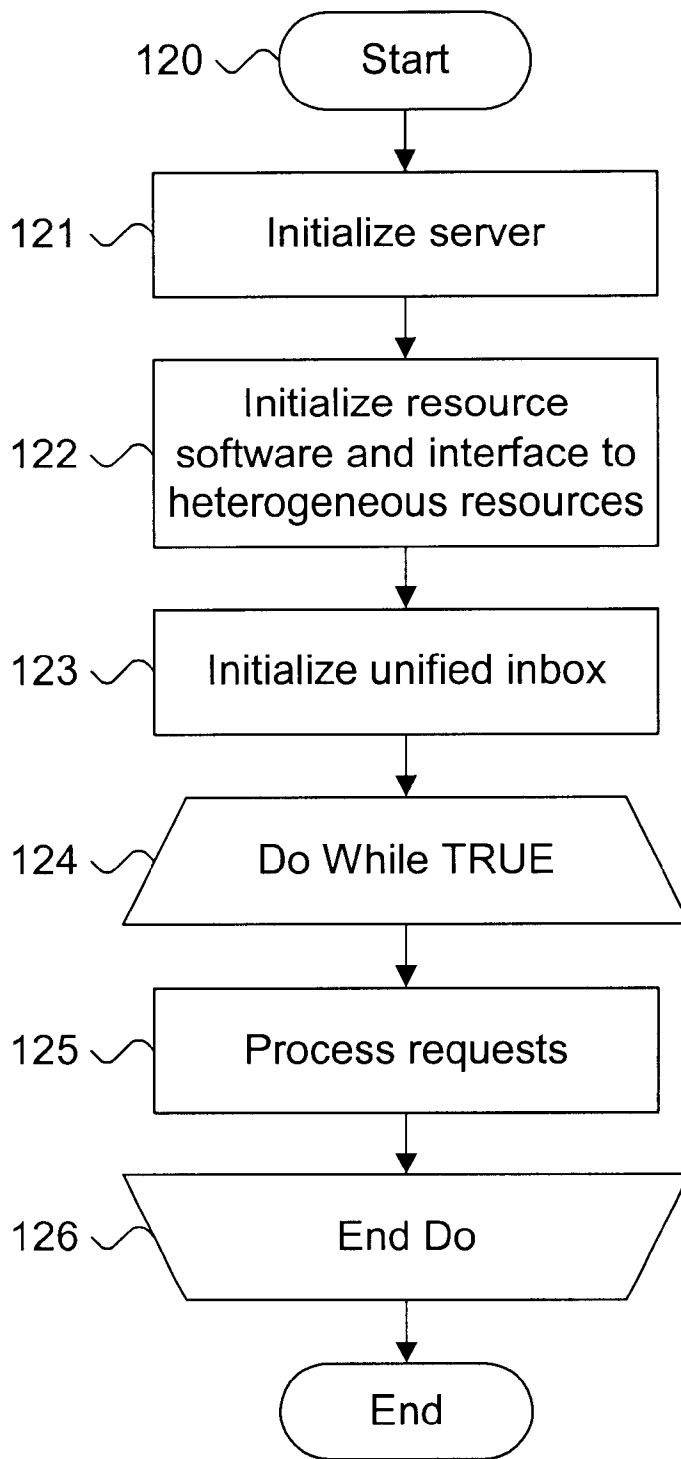 120
Start
121
Initialize server
122
Initialize resource
software and interface to
heterogeneous resources
123
Initialize unified inbox
124
Do While TRUE
125
Process requests
126
End Do
End